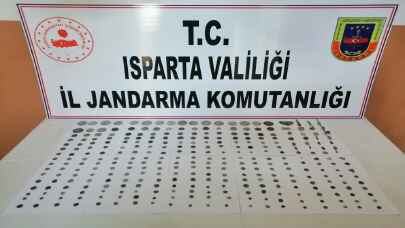 T.C.
ISPARTA VALİLİĞİ
İL JANDARMA KOMUTANLIĞI